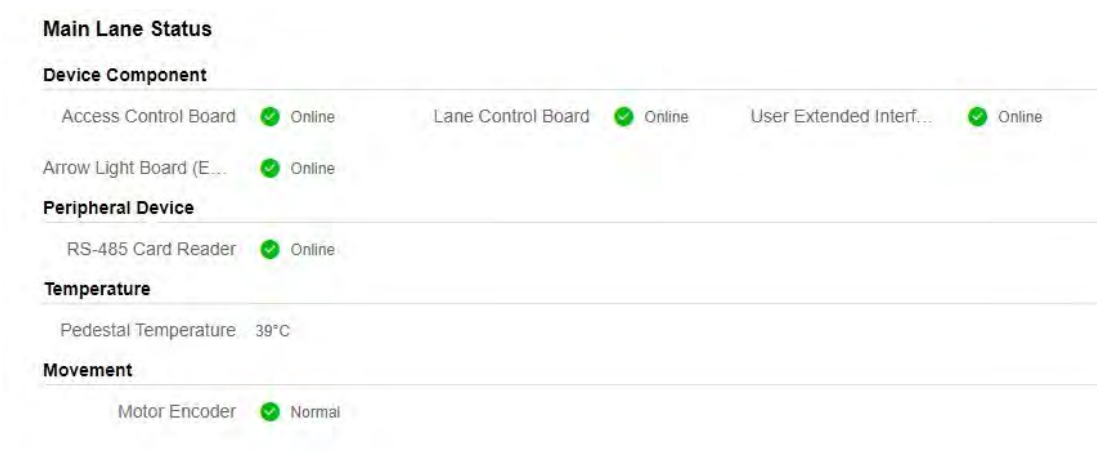 Main Lane Status
Device Component
Access Control Board Online Lane Control Board Online User Extended Interf... Online
Arrow Light Board (E... Online
Peripheral Device
RS-485 Card Reader Online
Temperature
Pedestal Temperature 39°C
Movement
Motor Encoder Normal